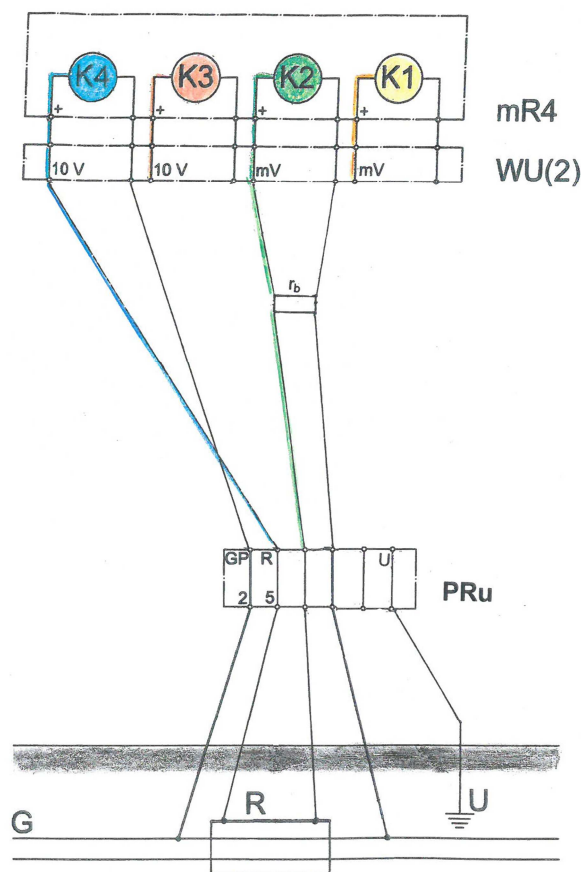 K4 K3 K2 K1
+ + + +
mR4
10 V 10 V mV mV
WU(2)
rb
GP R U
2 5
PRu
R
U
G